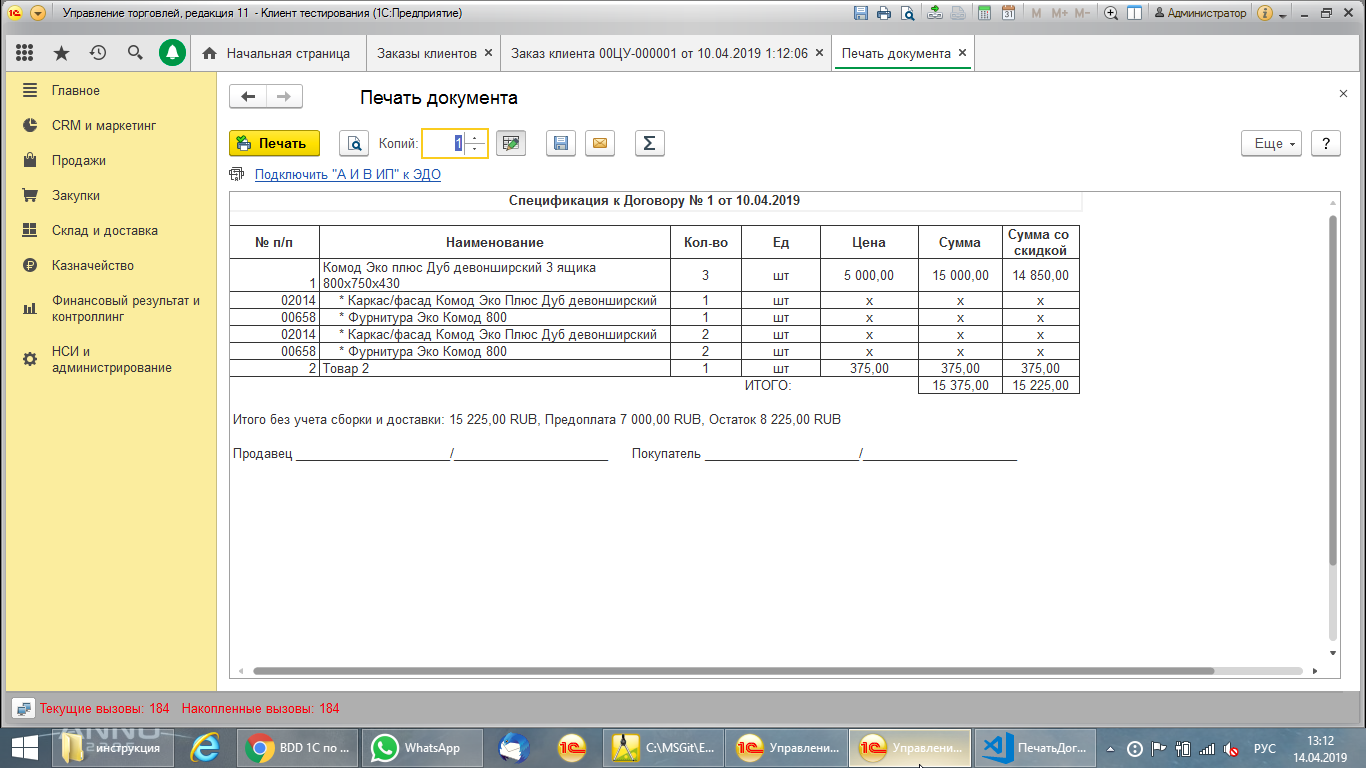 Управление торговлей, редакция 11 - Клиент тестирования (1С:Предприятие)
M M+ M- Администратор
31
Начальная страница Заказы клиентов Заказ клиента 00ЦУ-000001 от 10.04.2019 1:12:06 Печать документа
Главное
CRM и маркетинг
Продажи
Закупки
Склад и доставка
Казначейство
Финансовый результат и
контроллинг
НСИ и
администрирование
Печать документа
Печать Копий: 1 Σ Еще ?
Подключить "А И В ИП" к ЭДО
Спецификация к Договору № 1 от 10.04.2019
№ п/п Наименование Кол-во Ед Цена Сумма Сумма со скидкой
1 Комод Эко плюс Дуб девонширский 3 ящика 800х750х430 3 шт 5 000,00 15 000,00 14 850,00
02014 * Каркас/фасад Комод Эко Плюс Дуб девонширский 1 шт х х х
00658 * Фурнитура Эко Комод 800 1 шт х х х
02014 * Каркас/фасад Комод Эко Плюс Дуб девонширский 2 шт х х х
00658 * Фурнитура Эко Комод 800 2 шт х х х
2 Товар 2 1 шт 375,00 375,00 375,00
ИТОГО: 15 375,00 15 225,00
Итого без учета сборки и доставки: 15 225,00 RUB, Предоплата 7 000,00 RUB, Остаток 8 225,00 RUB
Продавец ______________________/______________________ Покупатель ______________________/______________________
Текущие вызовы: 184 Накопленные вызовы: 184
инструкция BDD 1С по ... WhatsApp C:\MSGit\E... Управлени... Управлени... ПечатьДог... РУС 13:12
14.04.2019